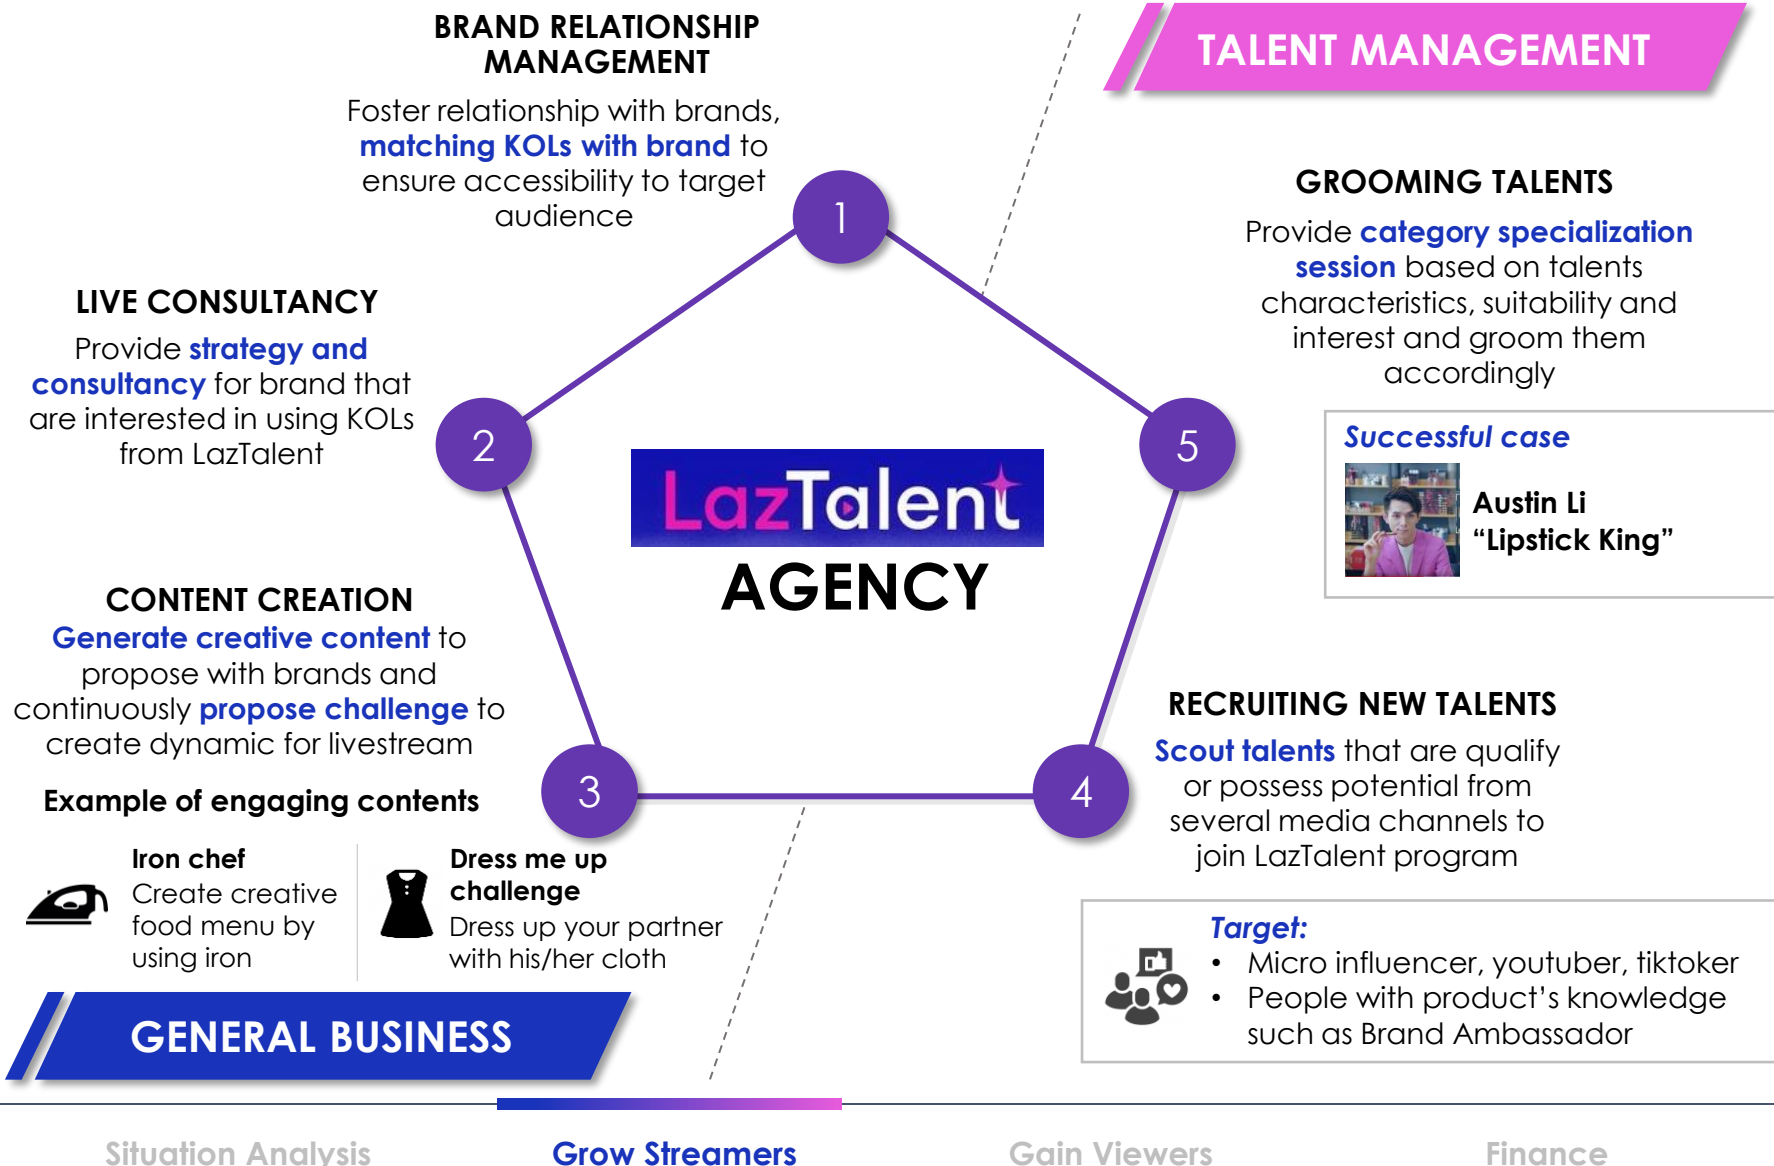 BRAND RELATIONSHIP
MANAGEMENT
Foster relationship with brands,
matching KOLs with brand to
ensure accessibility to target
audience
TALENT MANAGEMENT
GROOMING TALENTS
Provide category specialization
session based on talents
characteristics, suitability and
interest and groom them
accordingly
Successful case
Austin Li
“Lipstick King”
1
LIVE CONSULTANCY
Provide strategy and
consultancy for brand that
are interested in using KOLs
from LazTalent
2
5
LazTalent
AGENCY
CONTENT CREATION
Generate creative content to
propose with brands and
continuously propose challenge to
create dynamic for livestream
Example of engaging contents
Iron chef
Create creative
food menu by
using iron
Dress me up
challenge
Dress up your partner
with his/her cloth
3
4
RECRUITING NEW TALENTS
Scout talents that are qualify
or possess potential from
several media channels to
join LazTalent program
Target:
• Micro influencer, youtuber, tiktoker
• People with product’s knowledge
such as Brand Ambassador
GENERAL BUSINESS
Situation Analysis
Grow Streamers
Gain Viewers
Finance